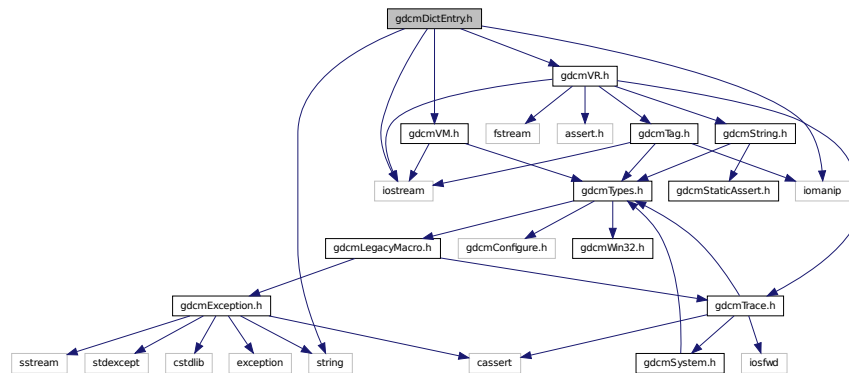 gdcmDictEntry.h
gdcmVR.h
gdcmVM.h
fstream
assert.h
gdcmTag.h
gdcmString.h
iostream
gdcmTypes.h
gdcmStaticAssert.h
iomanip
gdcmLegacyMacro.h
gdcmConfigure.h
gdcmWin32.h
gdcmException.h
gdcmTrace.h
sstream
stdexcept
cstdlib
exception
string
cassert
gdcmSystem.h
iosfwd